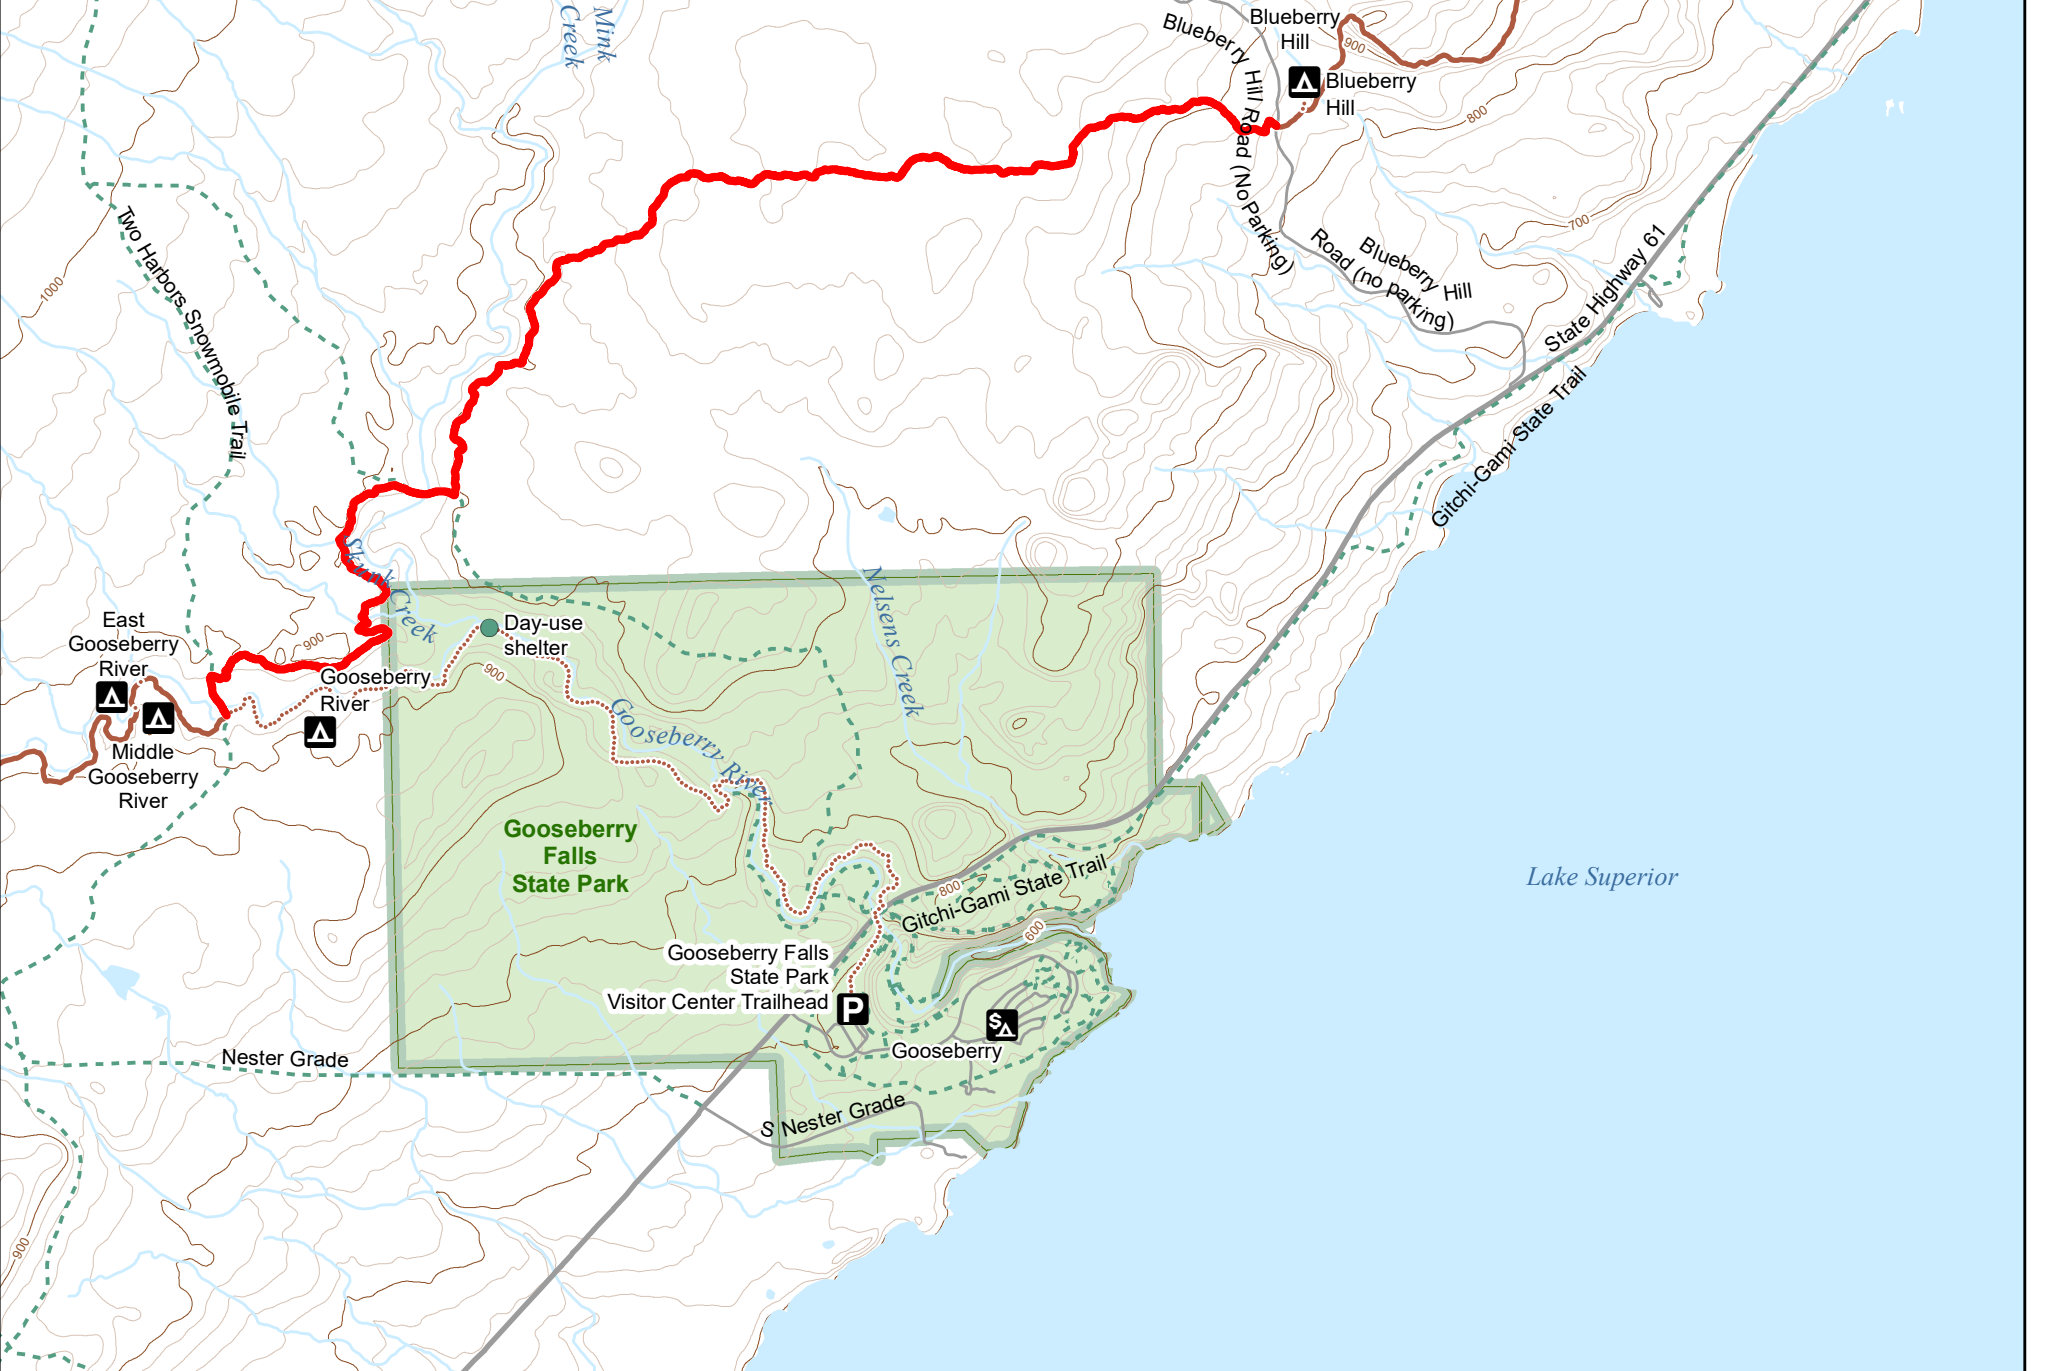 Mink
Creek
Blueberry Hill Road (No Parking)
Blueberry
Hill
900
Blueberry
Hill
800
700
1000
Two Harbors Snowmobile Trail
Blueberry Hill
Road (no parking)
State Highway 61
Gitchi-Gami State Trail
Skunk Creek
Nelsens Creek
East
Gooseberry
River
900
Day-use
shelter
Gooseberry
River
900
Gooseberry River
Middle
Gooseberry
River
Gooseberry
Falls
State Park
Lake Superior
800
Gitchi-Gami State Trail
600
Gooseberry Falls
State Park
Visitor Center Trailhead
P
$
Gooseberry
Nester Grade
S Nester Grade
900